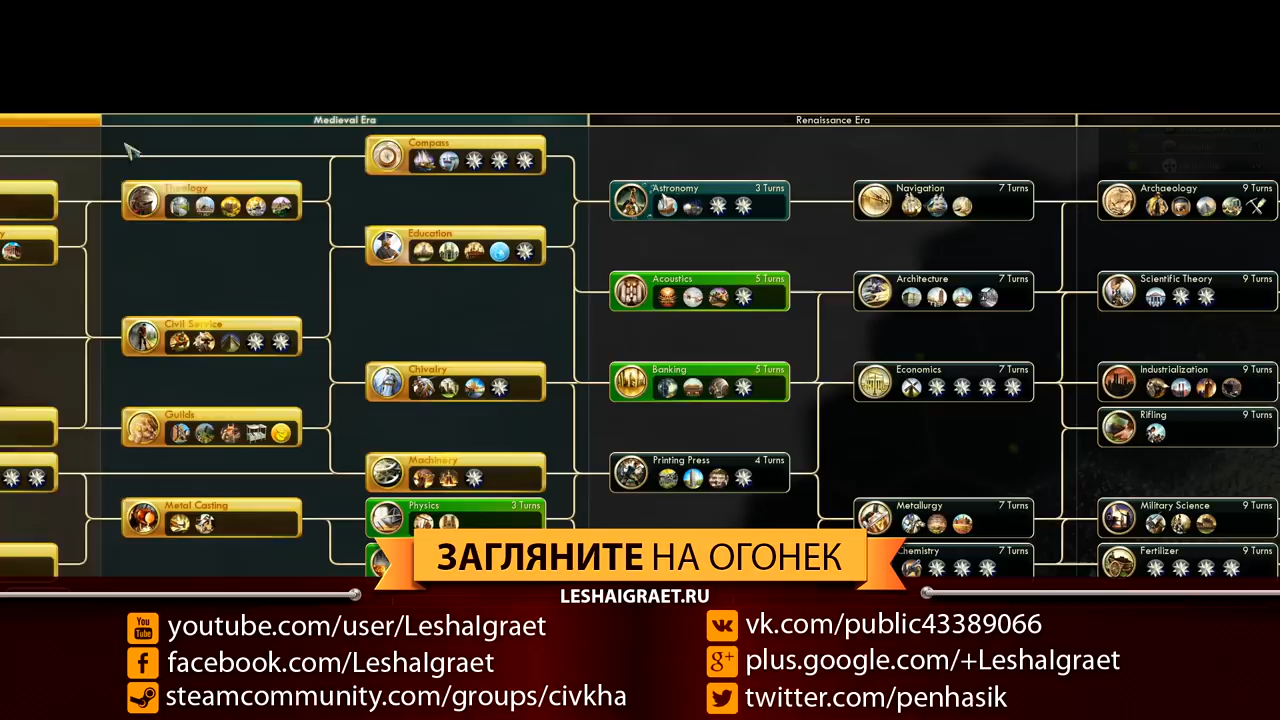 Medieval Era
Renaissance Era
Compass
Theology
Astronomy 3 Turns
Navigation 7 Turns
Archaeology 9 Turns
Education
Acoustics 5 Turns
Architecture 7 Turns
Scientific Theory 9 Turns
Civil Service
Chivalry
Banking 5 Turns
Economics 7 Turns
Industrialization 9 Turns
Guilds
Rifling 9 Turns
Machinery
Printing Press 4 Turns
Metal Casting
Physics 3 Turns
Metallurgy 7 Turns
Military Science 9 Turns
Chemistry 7 Turns
Fertilizer 9 Turns
ЗАГЛЯНИТЕ НА ОГОНЕК
LESHAIGRAET.RU
You Tube youtube.com/user/LeshaIgraet
vk.com/public43389066
facebook.com/LeshaIgraet
plus.google.com/+LeshaIgraet
steamcommunity.com/groups/civkha
twitter.com/penhasik